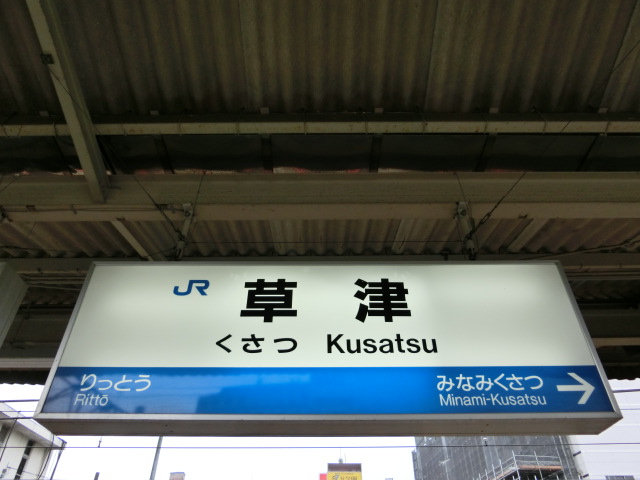 JR 草津
くさつ Kusatsu
りっとう みなみくさつ →
Rittō Minami-Kusatsu